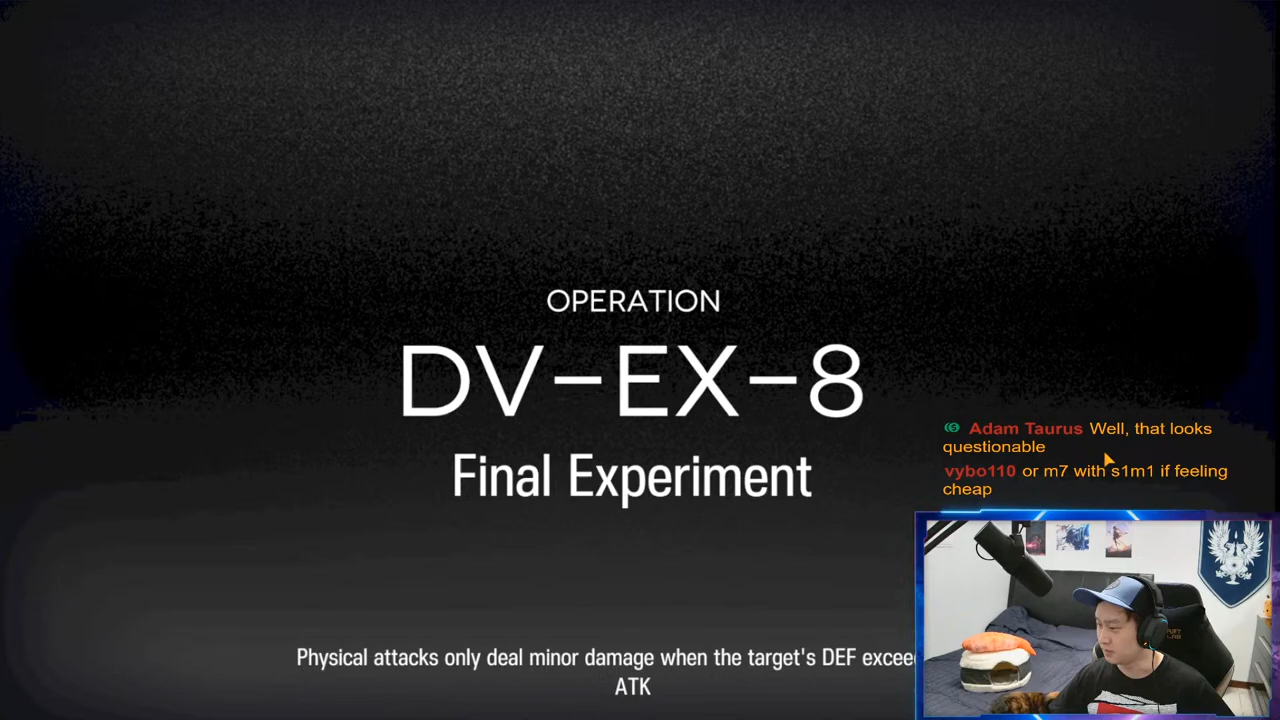 OPERATION
DV-EX-8
Final Experiment
Adam Taurus Well, that looks
questionable
vybo110 or m7 with s1m1 if feeling
cheap
Physical attacks only deal minor damage when the target's DEF excee
ATK